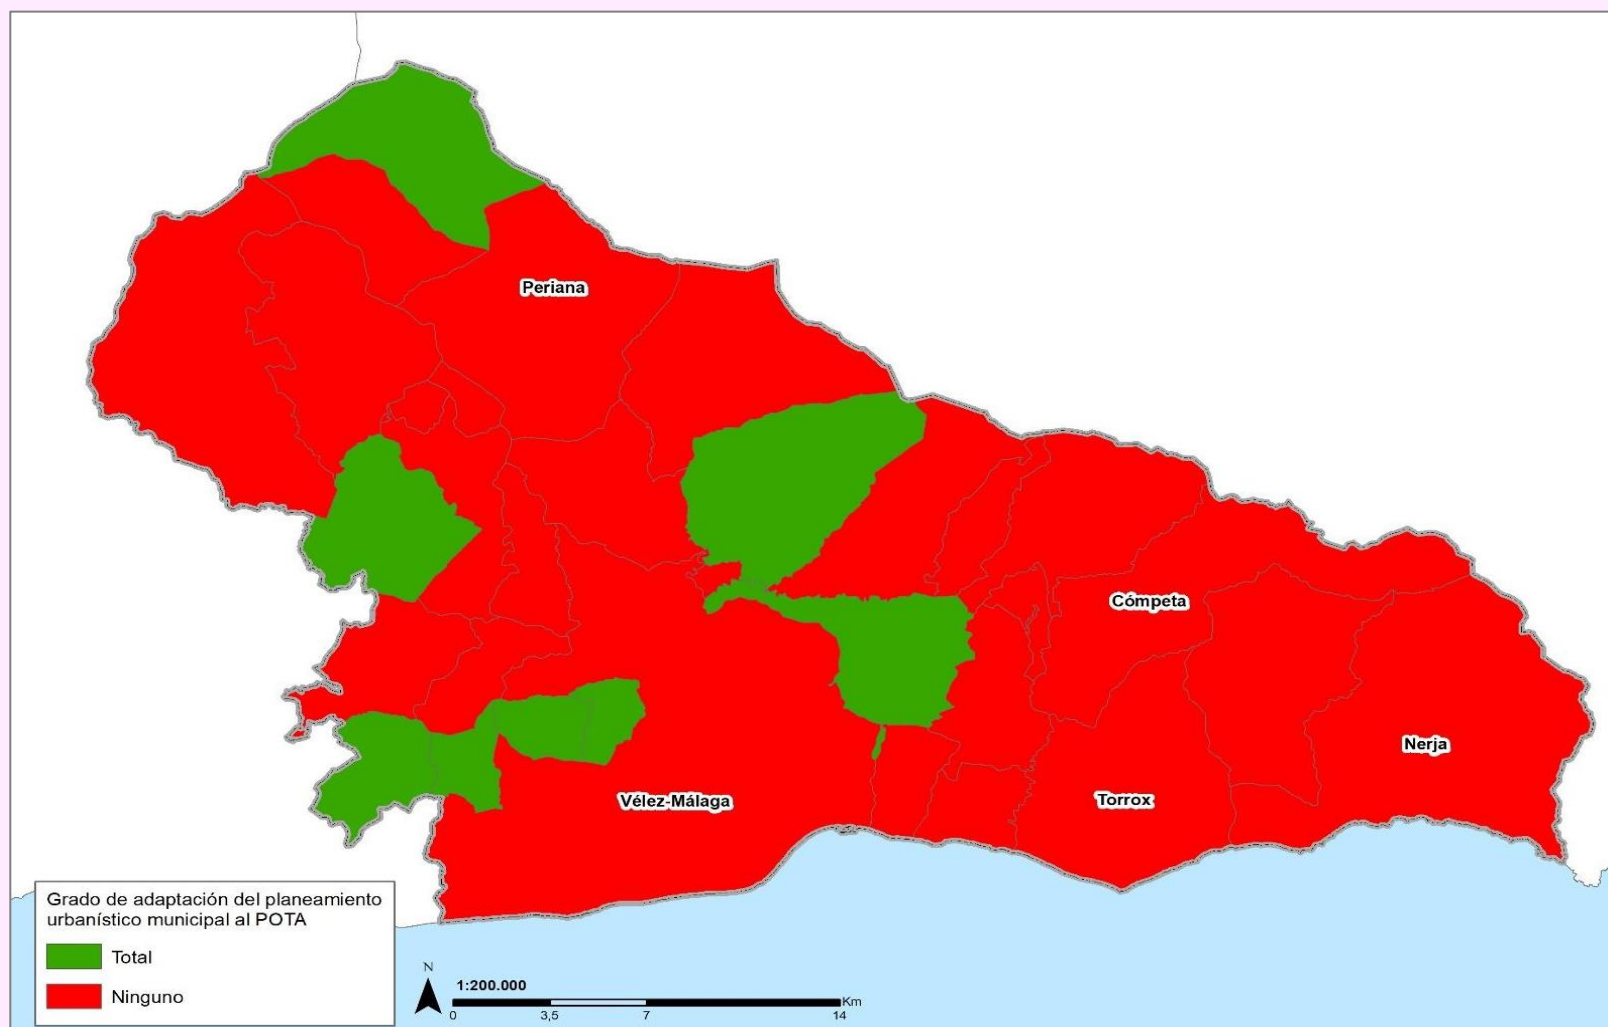 Periana
Cómpeta
Nerja
Torrox
Vélez-Málaga
Grado de adaptación del planeamiento
urbanístico municipal al POTA
Total
Ninguno
N
1:200.000
Km
0 3,5 7 14